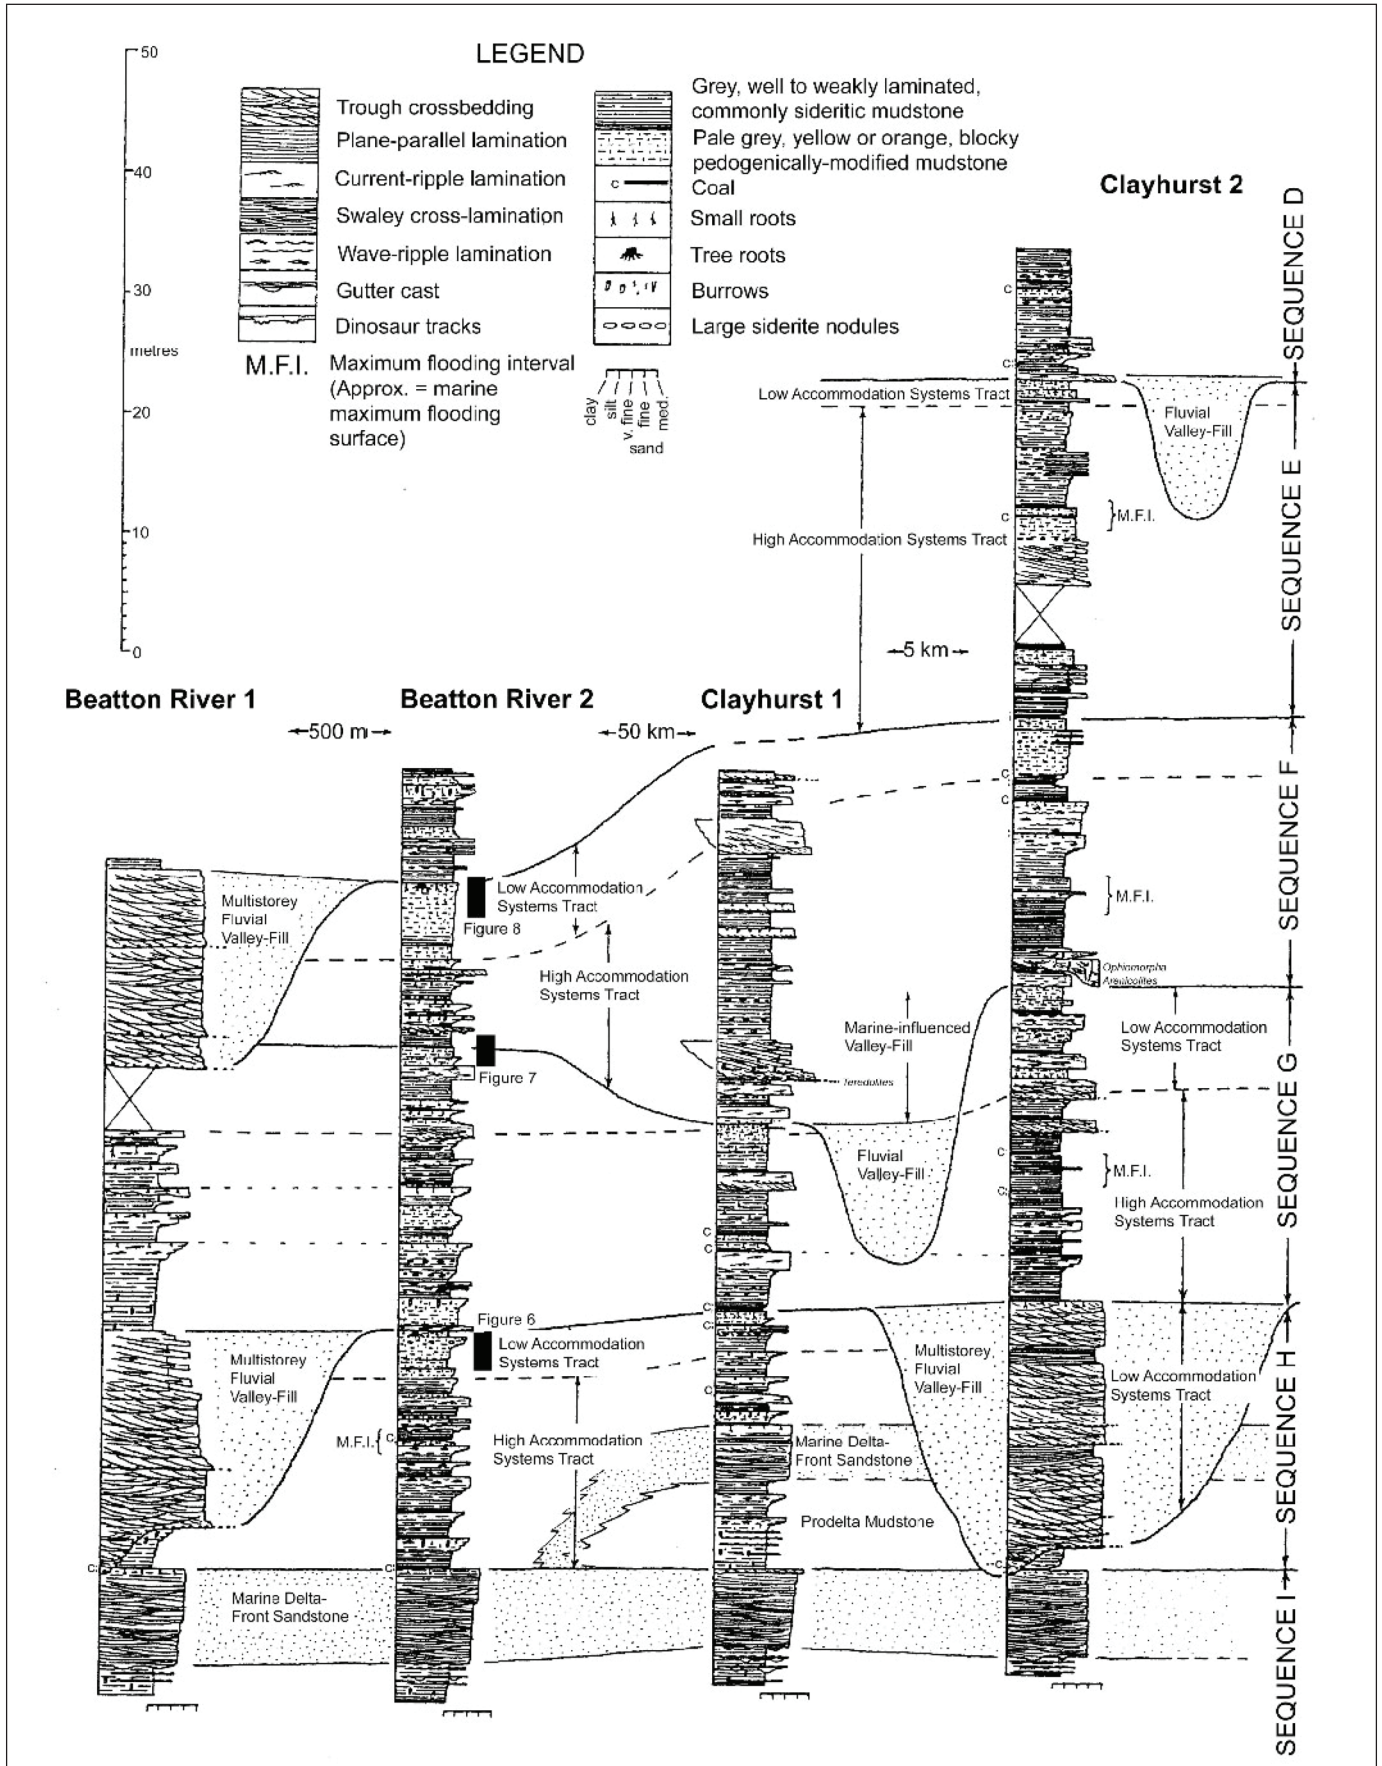 50
40
30
metres
20
10
0
LEGEND
Trough crossbedding
Plane-parallel lamination
Current-ripple lamination
Swaley cross-lamination
Wave-ripple lamination
Gutter cast
Dinosaur tracks
M.F.I.
Maximum flooding interval
(Approx. = marine
maximum flooding
surface)
Grey, well to weakly laminated,
commonly sideritic mudstone
Pale grey, yellow or orange, blocky
pedogenically-modified mudstone
C
Coal
Small roots
Tree roots
Burrows
Large siderite nodules
clay
silt
v. fine
fine
med.
sand
Clayhurst 2
C
C
Low Accommodation Systems Tract
Fluvial
Valley-Fill
C
M.F.I.
High Accommodation Systems Tract
5 km
SEQUENCE D
SEQUENCE E
SEQUENCE F
SEQUENCE G
SEQUENCE H
SEQUENCE I
Beatton River 1
500 m
Beatton River 2
50 km
Clayhurst 1
C
C
Multistorey
Fluvial
Valley-Fill
Low Accommodation
Systems Tract
Figure 8
M.F.I.
High Accommodation
Systems Tract
Ophiomorpha
Arenicolites
Marine-influenced
Valley-Fill
Low Accommodation
Systems Tract
Figure 7
Teredolites
Fluvial
Valley-Fill
C
M.F.I.
C
High Accommodation
Systems Tract
C
C
Figure 6
C
C
Low Accommodation
Systems Tract
Multistorey
Fluvial
Valley-Fill
Multistorey
Fluvial
Valley-Fill
Low Accommodation
Systems Tract
C
M.F.I.
C
High Accommodation
Systems Tract
Marine Delta-
Front Sandstone
Prodelta Mudstone
C
C
C
Marine Delta-
Front Sandstone